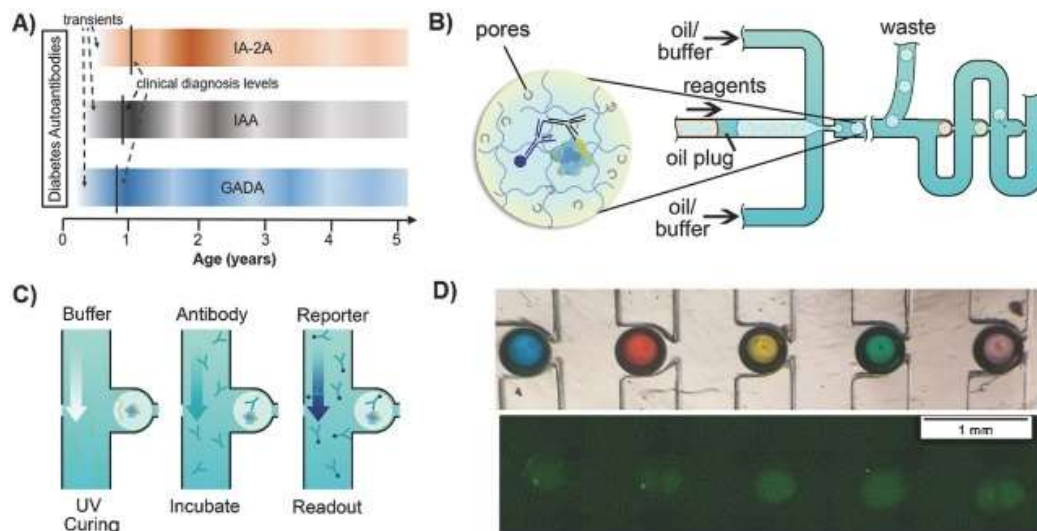 A)
transients
Diabetes Autoantibodies
IA-2A
clinical diagnosis levels
IAA
GADA
0 1 2 3 4 5
Age (years)
B)
pores
oil/
buffer
waste
reagents
oil plug
oil/
buffer
C)
Buffer
Antibody
Reporter
UV
Curing
Incubate
Readout
D)
1 mm